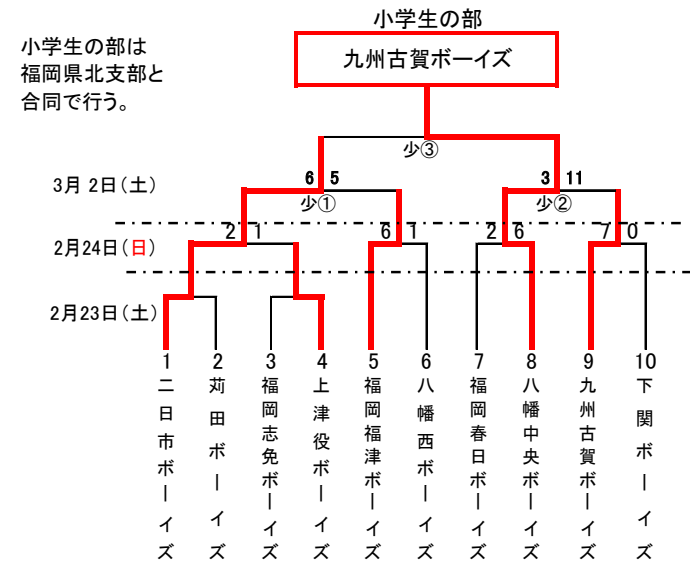 小学生の部
小学生の部は
福岡県北支部と
合同で行う。
九州古賀ボーイズ
少③
3月 2日(土)
6 5
3 11
少①
少②
2月24日(日)
2 1
6 1
2 6
7 0
2月23日(土)
1 2 3 4 5 6 7 8 9 10
二日市ボーイズ
苅田ボーイズ
福岡志免ボーイズ
上津役ボーイズ
福岡福津ボーイズ
八幡西ボーイズ
福岡春日ボーイズ
八幡中央ボーイズ
九州古賀ボーイズ
下関ボーイズ